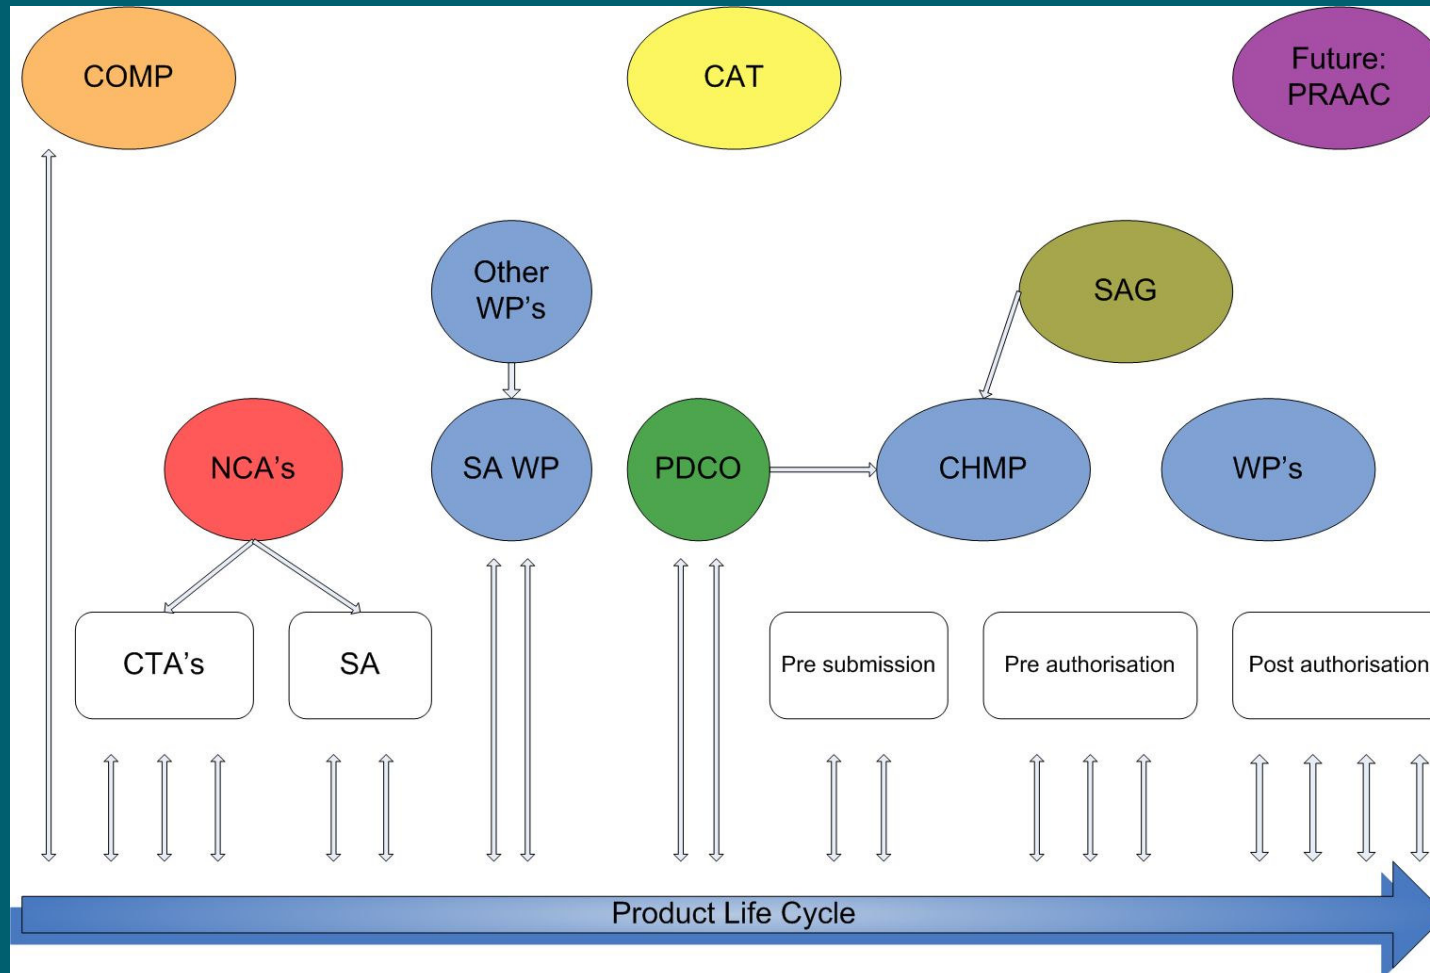 COMP
CAT
Future:
PRAAC
Other
WP's
SAG
NCA's
SA WP
PDCO
CHMP
WP's
CTA's
SA
Pre submission
Pre authorisation
Post authorisation
Product Life Cycle